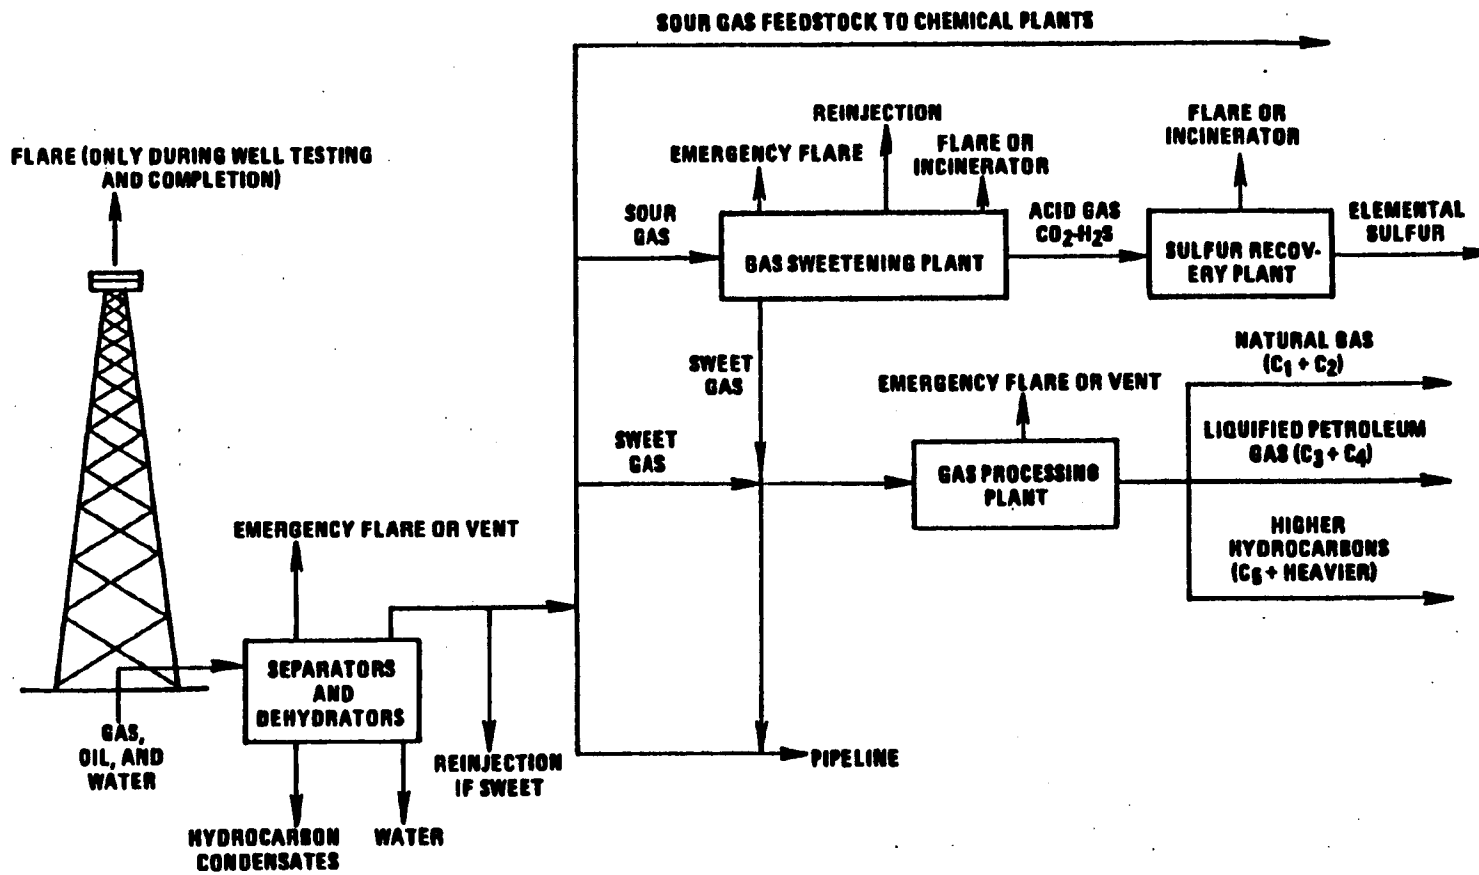 SOUR GAS FEEDSTOCK TO CHEMICAL PLANTS
FLARE (ONLY DURING WELL TESTING
AND COMPLETION)
EMERGENCY FLARE
REINJECTION
FLARE OR
INCINERATOR
FLARE OR
INCINERATOR
SOUR
GAS
GAS SWEETENING PLANT
ACID GAS
CO₂-H₂S
SULFUR RECOV-
ERY PLANT
ELEMENTAL
SULFUR
SWEET
GAS
NATURAL GAS
(C₁ + C₂)
EMERGENCY FLARE OR VENT
SWEET
GAS
GAS PROCESSING
PLANT
LIQUIFIED PETROLEUM
GAS (C₃ + C₄)
HIGHER
HYDROCARBONS
(C₅ + HEAVIER)
EMERGENCY FLARE OR VENT
SEPARATORS
AND
DEHYDRATORS
GAS,
OIL, AND
WATER
REINJECTION
IF SWEET
PIPELINE
HYDROCARBON
CONDENSATES
WATER